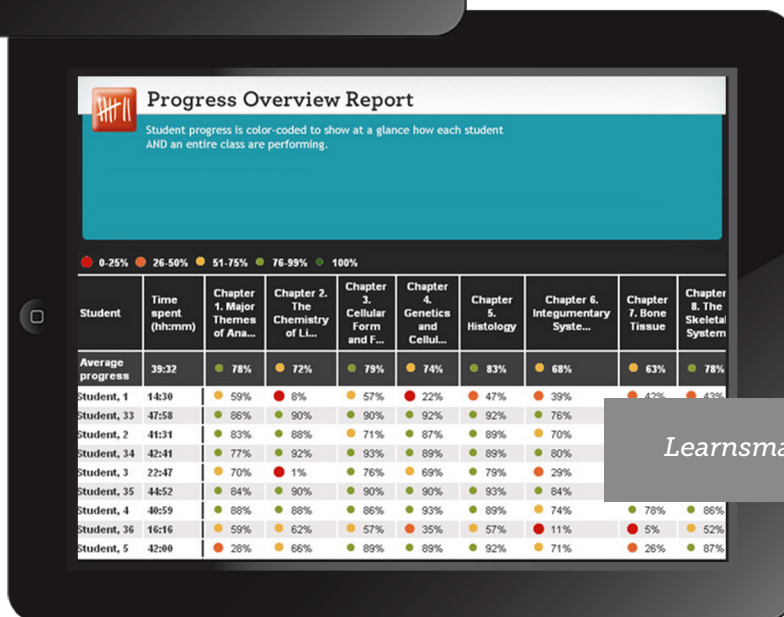 Progress Overview Report
Student progress is color-coded to show at a glance how each student
AND an entire class are performing.
0-25% 26-50% 51-75% 76-99% 100%
Student Time spent (hh:mm) Chapter 1. Major Themes of Ana... Chapter 2. The Chemistry of Li... Chapter 3. Cellular Form and F... Chapter 4. Genetics and Cellul... Chapter 5. Histology Chapter 6. Integumentary Syste... Chapter 7. Bone Tissue Chapter 8. The Skeletal System
Average progress 39:32 78% 72% 79% 74% 83% 68% 63% 78%
Student, 1 14:30 59% 8% 57% 22% 47% 39% 42% 43%
Student, 33 47:58 86% 90% 90% 92% 92% 76%
Student, 2 41:31 83% 88% 71% 87% 89% 70%
Learnsma
Student, 34 42:41 77% 92% 93% 89% 89% 80%
Student, 3 22:47 70% 1% 76% 69% 79% 29%
Student, 35 44:52 84% 90% 90% 90% 93% 84%
Student, 4 40:59 88% 88% 86% 93% 89% 74% 78% 86%
Student, 36 16:16 59% 62% 57% 35% 57% 11% 5% 52%
Student, 5 42:00 28% 66% 89% 89% 92% 71% 26% 87%